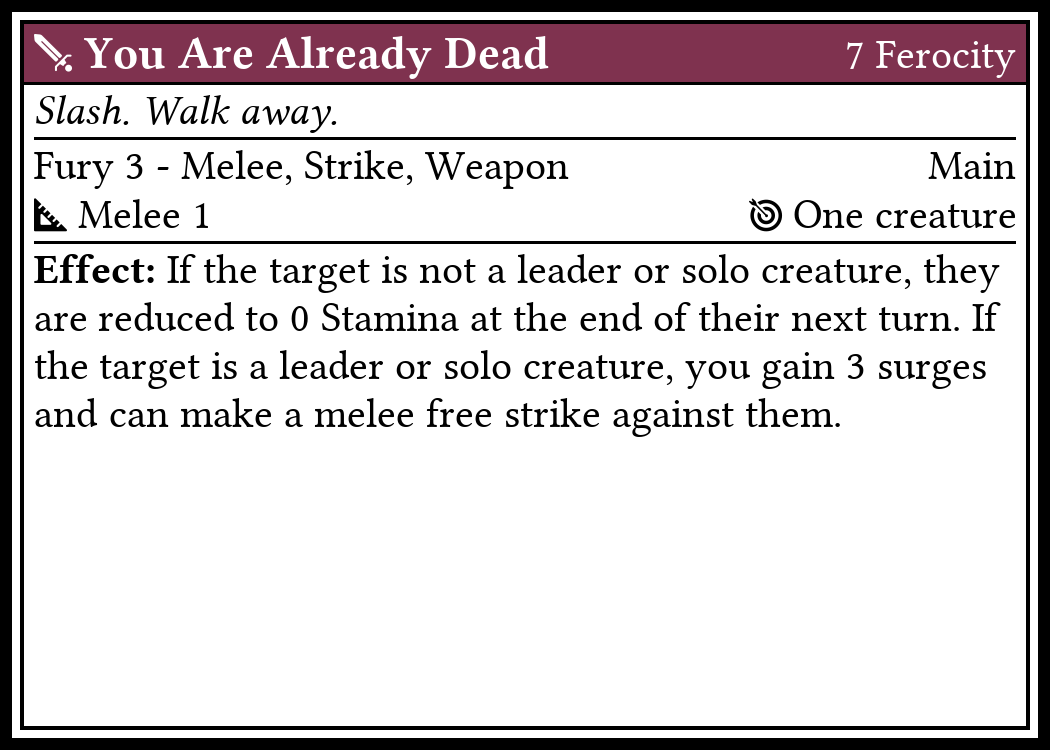 You Are Already Dead 7 Ferocity
Slash. Walk away.
Fury 3 - Melee, Strike, Weapon Main
Melee 1 One creature
Effect: If the target is not a leader or solo creature, they
are reduced to 0 Stamina at the end of their next turn. If
the target is a leader or solo creature, you gain 3 surges
and can make a melee free strike against them.